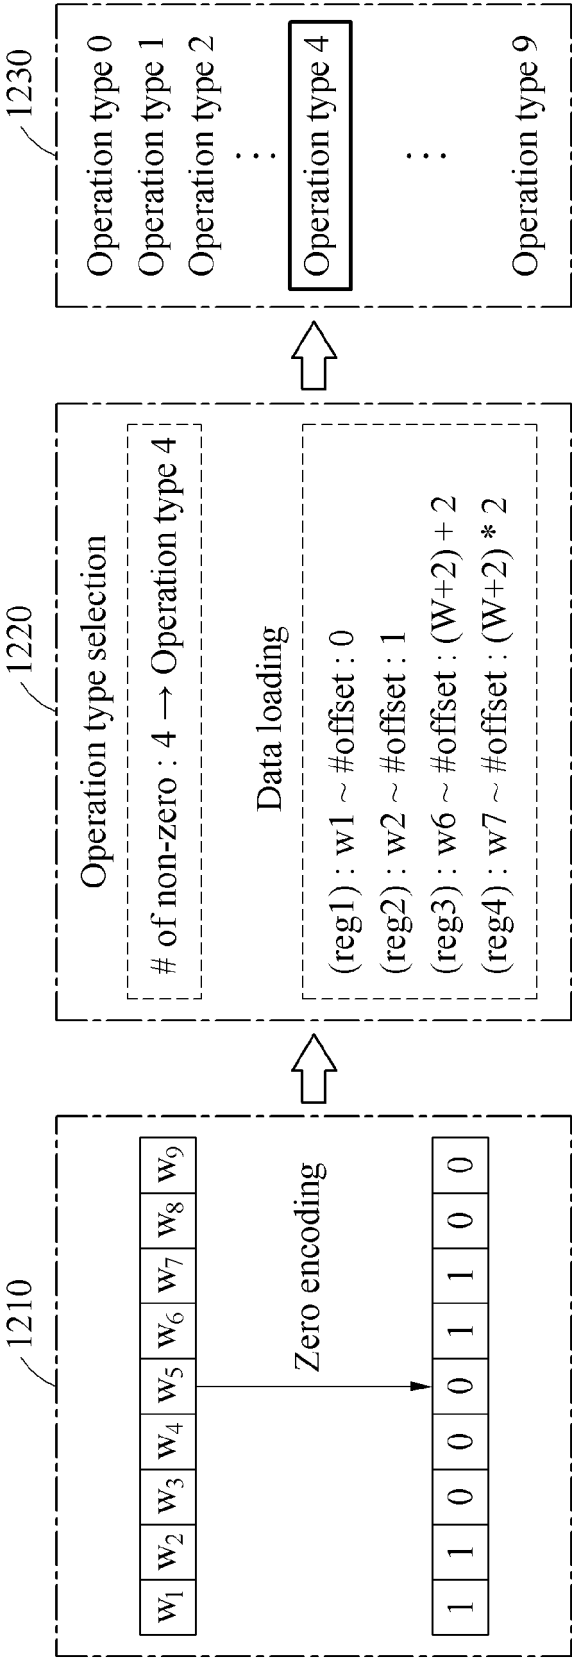 1210
w1 w2 w3 w4 w5 w6 w7 w8 w9
Zero encoding
1 1 0 0 0 1 1 0 0
1220
Operation type selection
# of non-zero : 4 → Operation type 4
Data loading
(reg1) : w1 ~ #offset : 0
(reg2) : w2 ~ #offset : 1
(reg3) : w6 ~ #offset : (W+2) + 2
(reg4) : w7 ~ #offset : (W+2) * 2
1230
Operation type 0
Operation type 1
Operation type 2
⋯
Operation type 4
⋯
Operation type 9